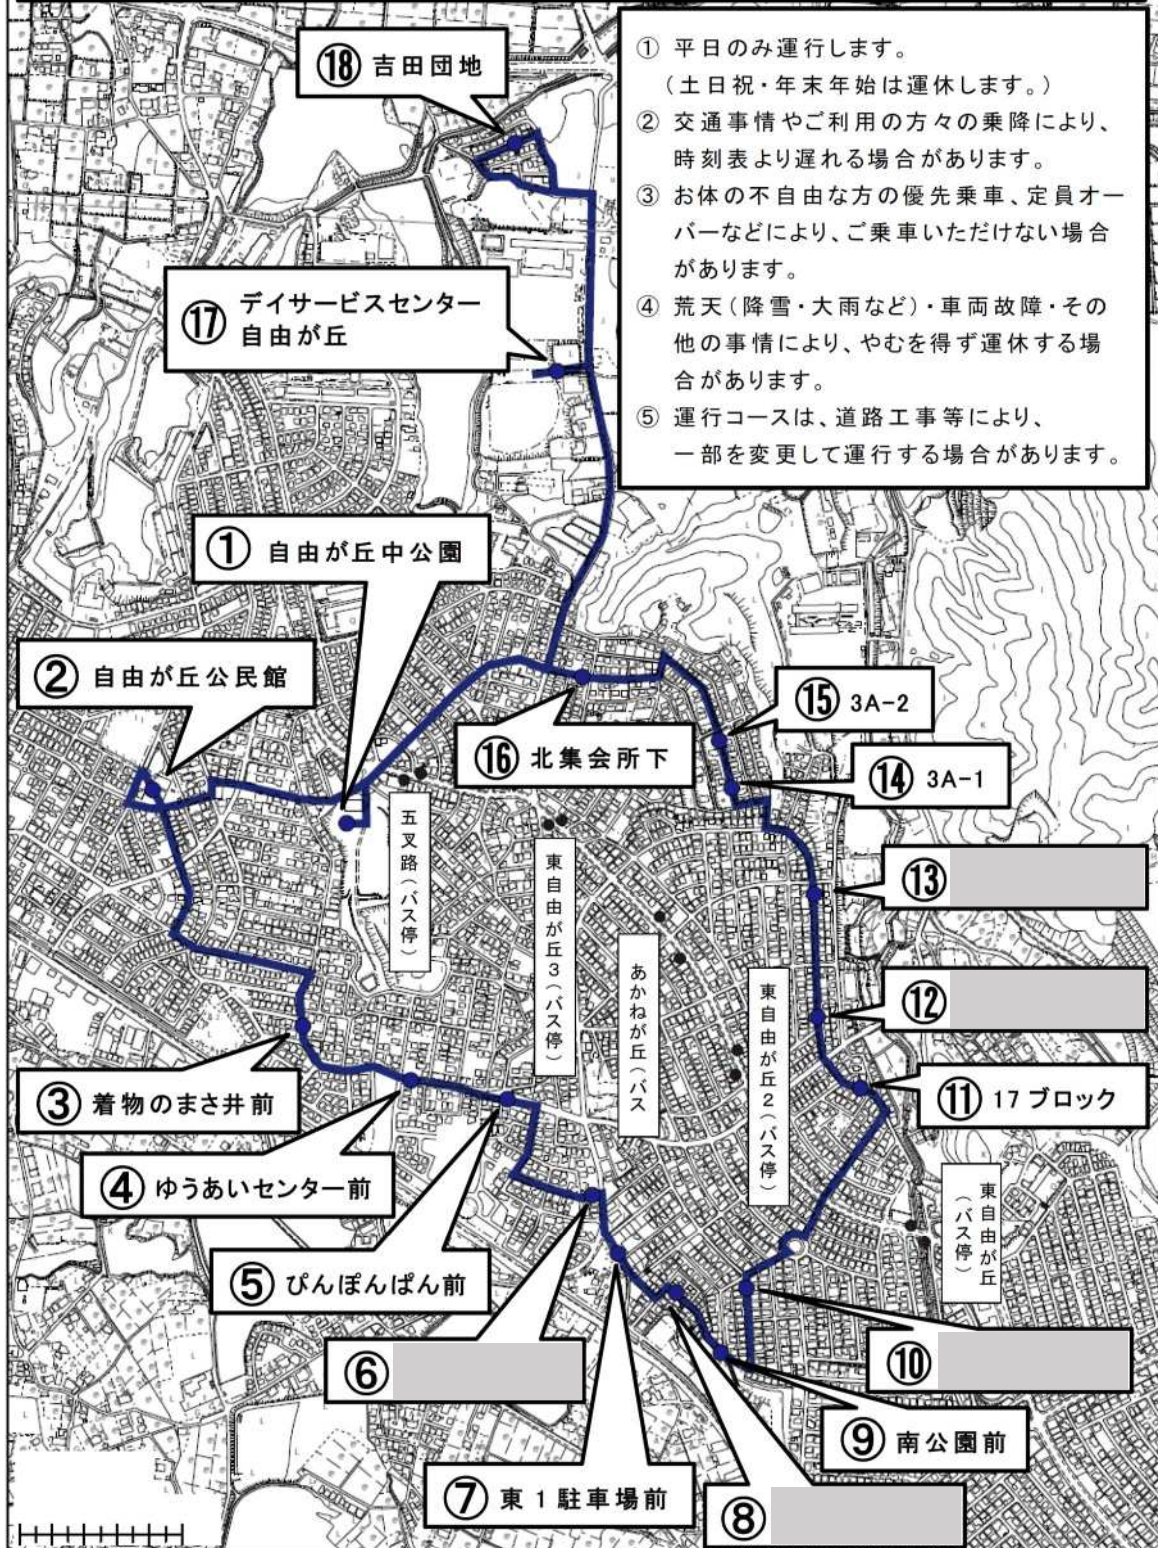 ① 平日のみ運行します。
（土日祝・年末年始は運休します。）
② 交通事情やご利用の方々の乗降により、
時刻表より遅れる場合があります。
③ お体の不自由な方の優先乗車、定員オー
バーなどにより、ご乗車いただけない場合
があります。
④ 荒天（降雪・大雨など）・車両故障・その
他の事情により、やむを得ず運休する場
合があります。
⑤ 運行コースは、道路工事等により、
一部を変更して運行する場合があります。
⑱ 吉田団地
⑰ デイサービスセンター
自由が丘
① 自由が丘中公園
② 自由が丘公民館
⑮ 3A-2
⑯ 北集会所下
⑭ 3A-1
五叉路（バス停）
東自由が丘3（バス停）
あかねが丘（バス
東自由が丘2（バス停）
東自由が丘
（バス停）
⑬
⑫
⑪ 17 ブロック
③ 着物のまさ井前
④ ゆうあいセンター前
⑤ ぴんぽんぱん前
⑥
⑩
⑨ 南公園前
⑦ 東1駐車場前
⑧